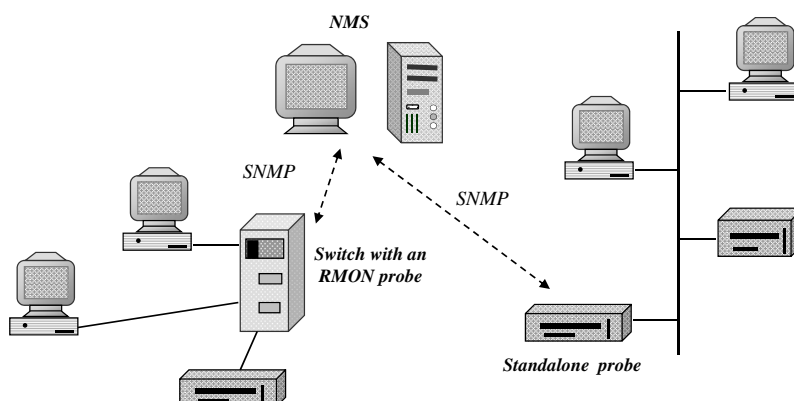 NMS
SNMP
SNMP
Switch with an
RMON probe
Standalone probe